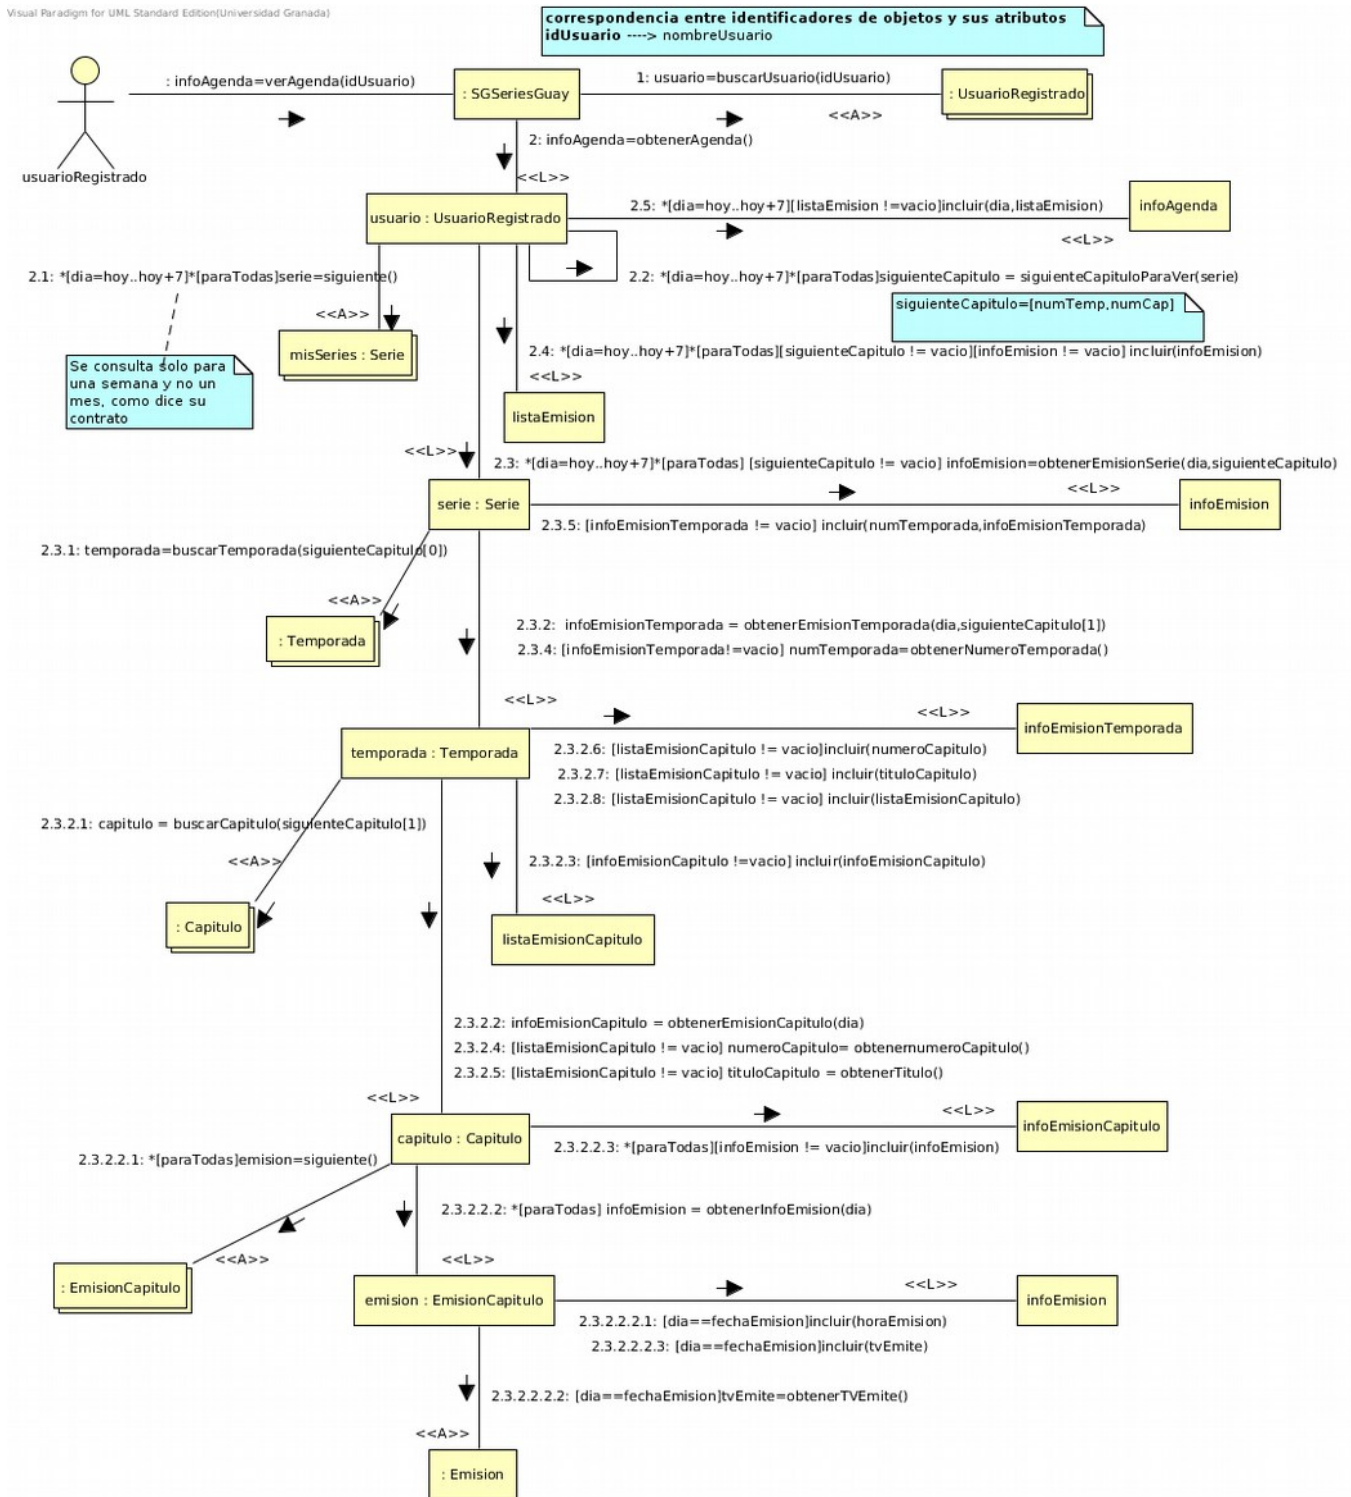 Visual Paradigm for UML Standard Edition(Universidad Granada)
correspondencia entre identificadores de objetos y sus atributos
idUsuario ----> nombreUsuario
: infoAgenda=verAgenda(idUsuario)
: SGSeriesGuay
1: usuario=buscarUsuario(idUsuario)
: UsuarioRegistrado
<<A>>
2: infoAgenda=obtenerAgenda()
usuarioRegistrado
<<L>>
usuario : UsuarioRegistrado
2.5: *[dia=hoy..hoy+7][listaEmision !=vacio]incluir(dia,listaEmision)
infoAgenda
<<L>>
2.1: *[dia=hoy..hoy+7]*[paraTodas]serie=siguiente()
2.2: *[dia=hoy..hoy+7]*[paraTodas]siguienteCapitulo = siguienteCapituloParaVer(serie)
siguienteCapitulo=[numTemp,numCap]
<<A>>
misSeries : Serie
2.4: *[dia=hoy..hoy+7]*[paraTodas][siguienteCapitulo != vacio][infoEmision != vacio] incluir(infoEmision)
Se consulta solo para
una semana y no un
mes, como dice su
contrato
<<L>>
listaEmision
<<L>>
2.3: *[dia=hoy..hoy+7]*[paraTodas] [siguienteCapitulo != vacio] infoEmision=obtenerEmisionSerie(dia,siguienteCapitulo)
<<L>>
serie : Serie
infoEmision
2.3.5: [infoEmisionTemporada != vacio] incluir(numTemporada,infoEmisionTemporada)
2.3.1: temporada=buscarTemporada(siguienteCapitulo[0])
<<A>>
: Temporada
2.3.2:  infoEmisionTemporada = obtenerEmisionTemporada(dia,siguienteCapitulo[1])
2.3.4: [infoEmisionTemporada!=vacio] numTemporada=obtenerNumeroTemporada()
<<L>>
<<L>>
infoEmisionTemporada
temporada : Temporada
2.3.2.6: [listaEmisionCapitulo != vacio]incluir(numeroCapitulo)
2.3.2.7: [listaEmisionCapitulo != vacio] incluir(tituloCapitulo)
2.3.2.8: [listaEmisionCapitulo != vacio] incluir(listaEmisionCapitulo)
2.3.2.1: capitulo = buscarCapitulo(siguienteCapitulo[1])
<<A>>
2.3.2.3: [infoEmisionCapitulo !=vacio] incluir(infoEmisionCapitulo)
<<L>>
: Capitulo
listaEmisionCapitulo
2.3.2.2: infoEmisionCapitulo = obtenerEmisionCapitulo(dia)
2.3.2.4: [listaEmisionCapitulo != vacio] numeroCapitulo= obtenernumeroCapitulo()
2.3.2.5: [listaEmisionCapitulo != vacio] tituloCapitulo = obtenerTitulo()
<<L>>
<<L>>
capitulo : Capitulo
infoEmisionCapitulo
2.3.2.2.3: *[paraTodas][infoEmision != vacio]incluir(infoEmision)
2.3.2.2.1: *[paraTodas]emision=siguiente()
2.3.2.2.2: *[paraTodas] infoEmision = obtenerInfoEmision(dia)
<<A>>
<<L>>
: EmisionCapitulo
<<L>>
emision : EmisionCapitulo
infoEmision
2.3.2.2.2.1: [dia==fechaEmision]incluir(horaEmision)
2.3.2.2.2.3: [dia==fechaEmision]incluir(tvEmite)
2.3.2.2.2.2: [dia==fechaEmision]tvEmite=obtenerTVEmite()
<<A>>
: Emision